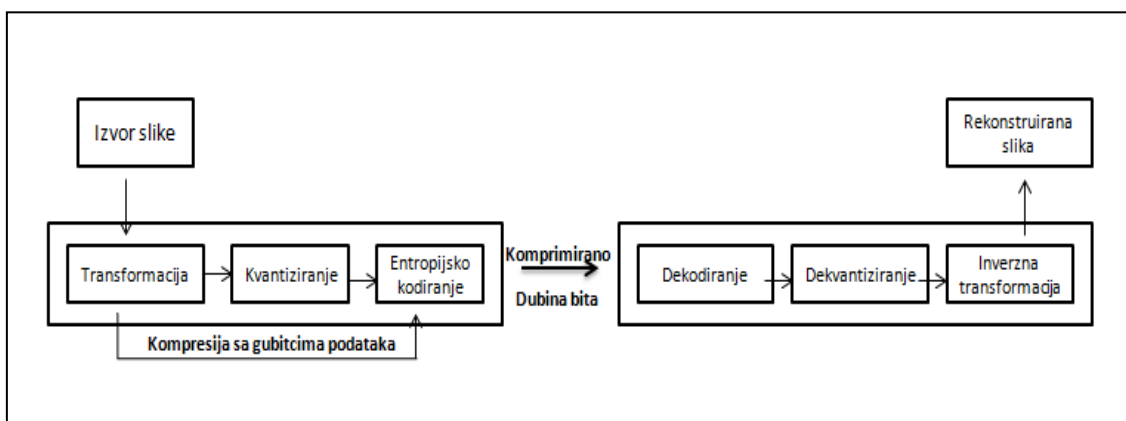 Izvor slike
Rekonstruirana
slika
Transformacija
Kvantiziranje
Entropijsko
kodiranje
Komprimirano
Dubina bita
Dekodiranje
Dekvantiziranje
Inverzna
transformacija
Kompresija sa gubitcima podataka